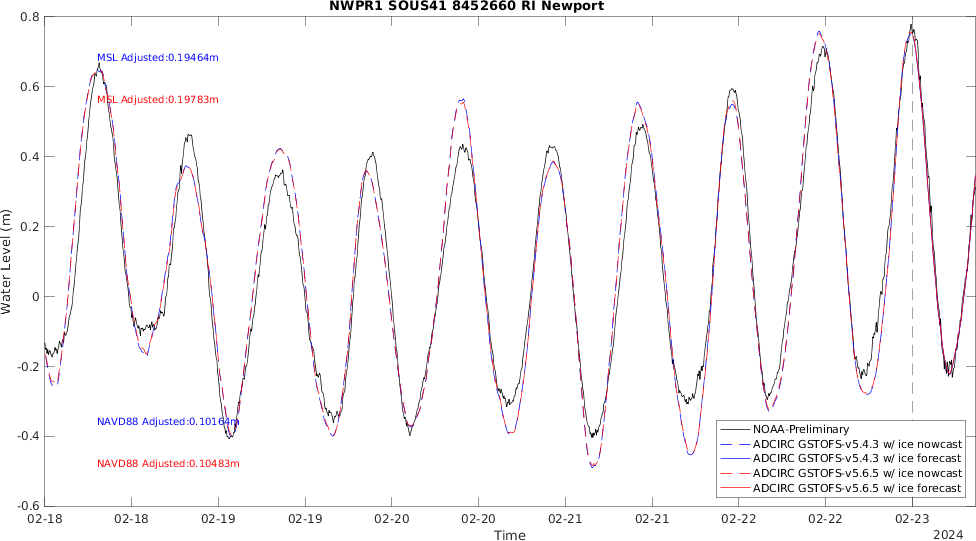 NWPR1 SOUS41 8452660 RI Newport
0.8
0.6
0.4
0.2
0
-0.2
-0.4
-0.6
Water Level (m)
MSL Adjusted:0.19464m
MSL Adjusted:0.19783m
NAVD88 Adjusted:0.10164m
NAVD88 Adjusted:0.10483m
NOAA-Preliminary
ADCIRC GSTOFS-v5.4.3 w/ ice nowcast
ADCIRC GSTOFS-v5.4.3 w/ ice forecast
ADCIRC GSTOFS-v5.6.5 w/ ice nowcast
ADCIRC GSTOFS-v5.6.5 w/ ice forecast
02-18 02-18 02-19 02-19 02-20 02-20 02-21 02-21 02-22 02-22 02-23
Time
2024